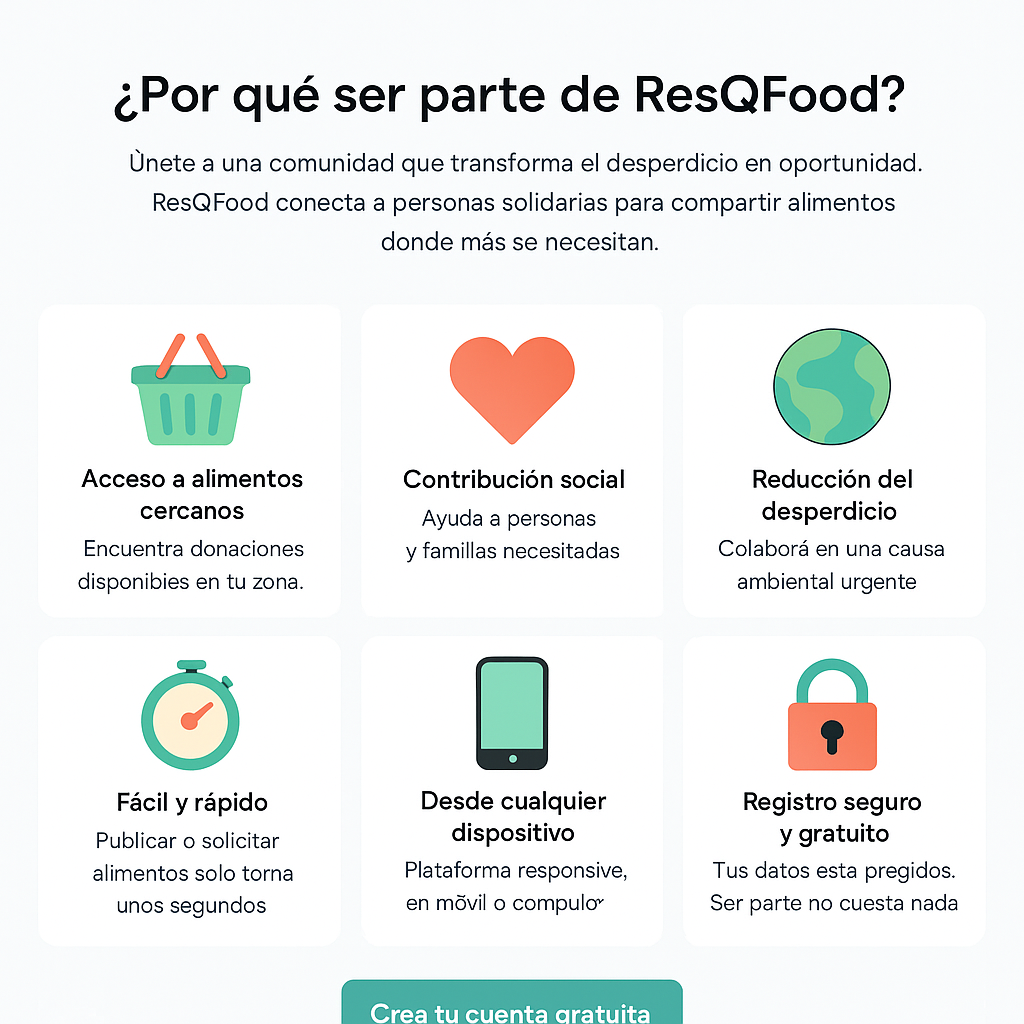 ¿Por qué ser parte de ResQFood?
Ùnete a una comunidad que transforma el desperdicio en oportunidad.
ResQFood conecta a personas solidarias para compartir alimentos
donde más se necesitan.
Acceso a alimentos
cercanos
Encuentra donaciones
disponibies en tu zona.
Contribución social
Ayuda a personas
y famillas necesitadas
Reducción del
desperdicio
Colaborá en una causa
ambiental urgente
Fácil y rápido
Publicar o solicitar
alimentos solo torna
unos segundos
Desde cualquier
dispositivo
Plataforma responsive,
en mõvil o
Registro seguro
y gratuito
Tus datos esta pregidos.
Ser parte no cuesta nada
Crea tu cuenta gratuita